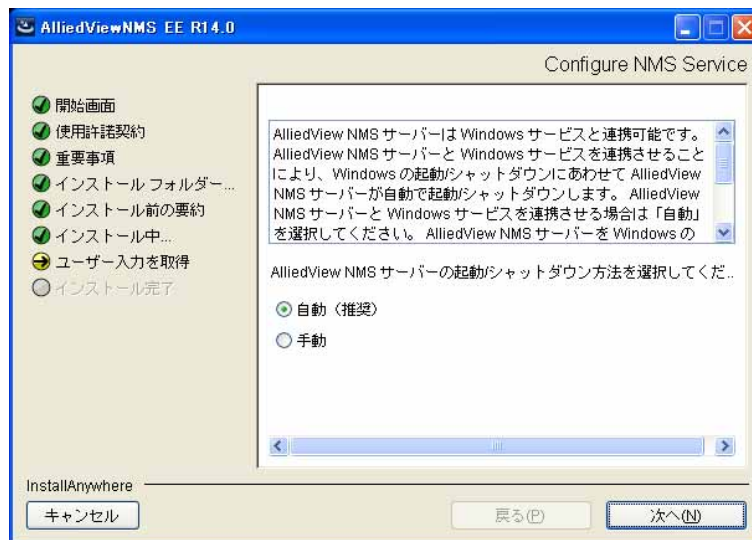 AlliedViewNMS EE R14.0
Configure NMS Service
開始画面
使用許諾契約
重要事項
インストール フォルダー...
インストール前の要約
インストール中...
ユーザー入力を取得
インストール完了
AlliedView NMS サーバーは Windows サービスと連携可能です。
AlliedView NMS サーバーと Windows サービスを連携させること
により、Windows の起動/シャットダウンにあわせて AlliedView
NMS サーバーが自動で起動/シャットダウンします。 AlliedView
NMS サーバーと Windows サービスを連携させる場合は「自動」
を選択してください。 AlliedView NMS サーバーを Windows の
AlliedView NMS サーバーの起動/シャットダウン方法を選択してくだ..
自動（推奨）
手動
InstallAnywhere
キャンセル
戻る(P)
次へ(N)